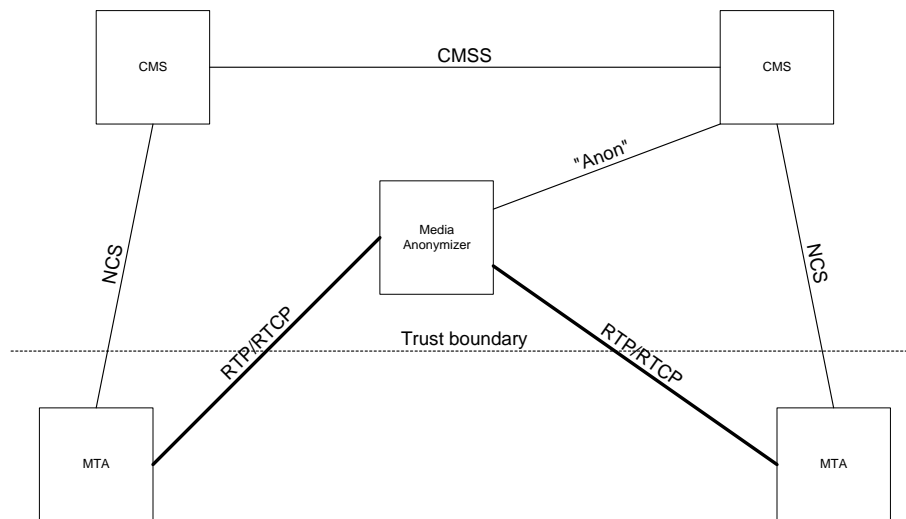 CMS
CMSS
CMS
"Anon"
Media
Anonymizer
NCS
NCS
RTP/RTCP
Trust boundary
RTP/RTCP
MTA
MTA